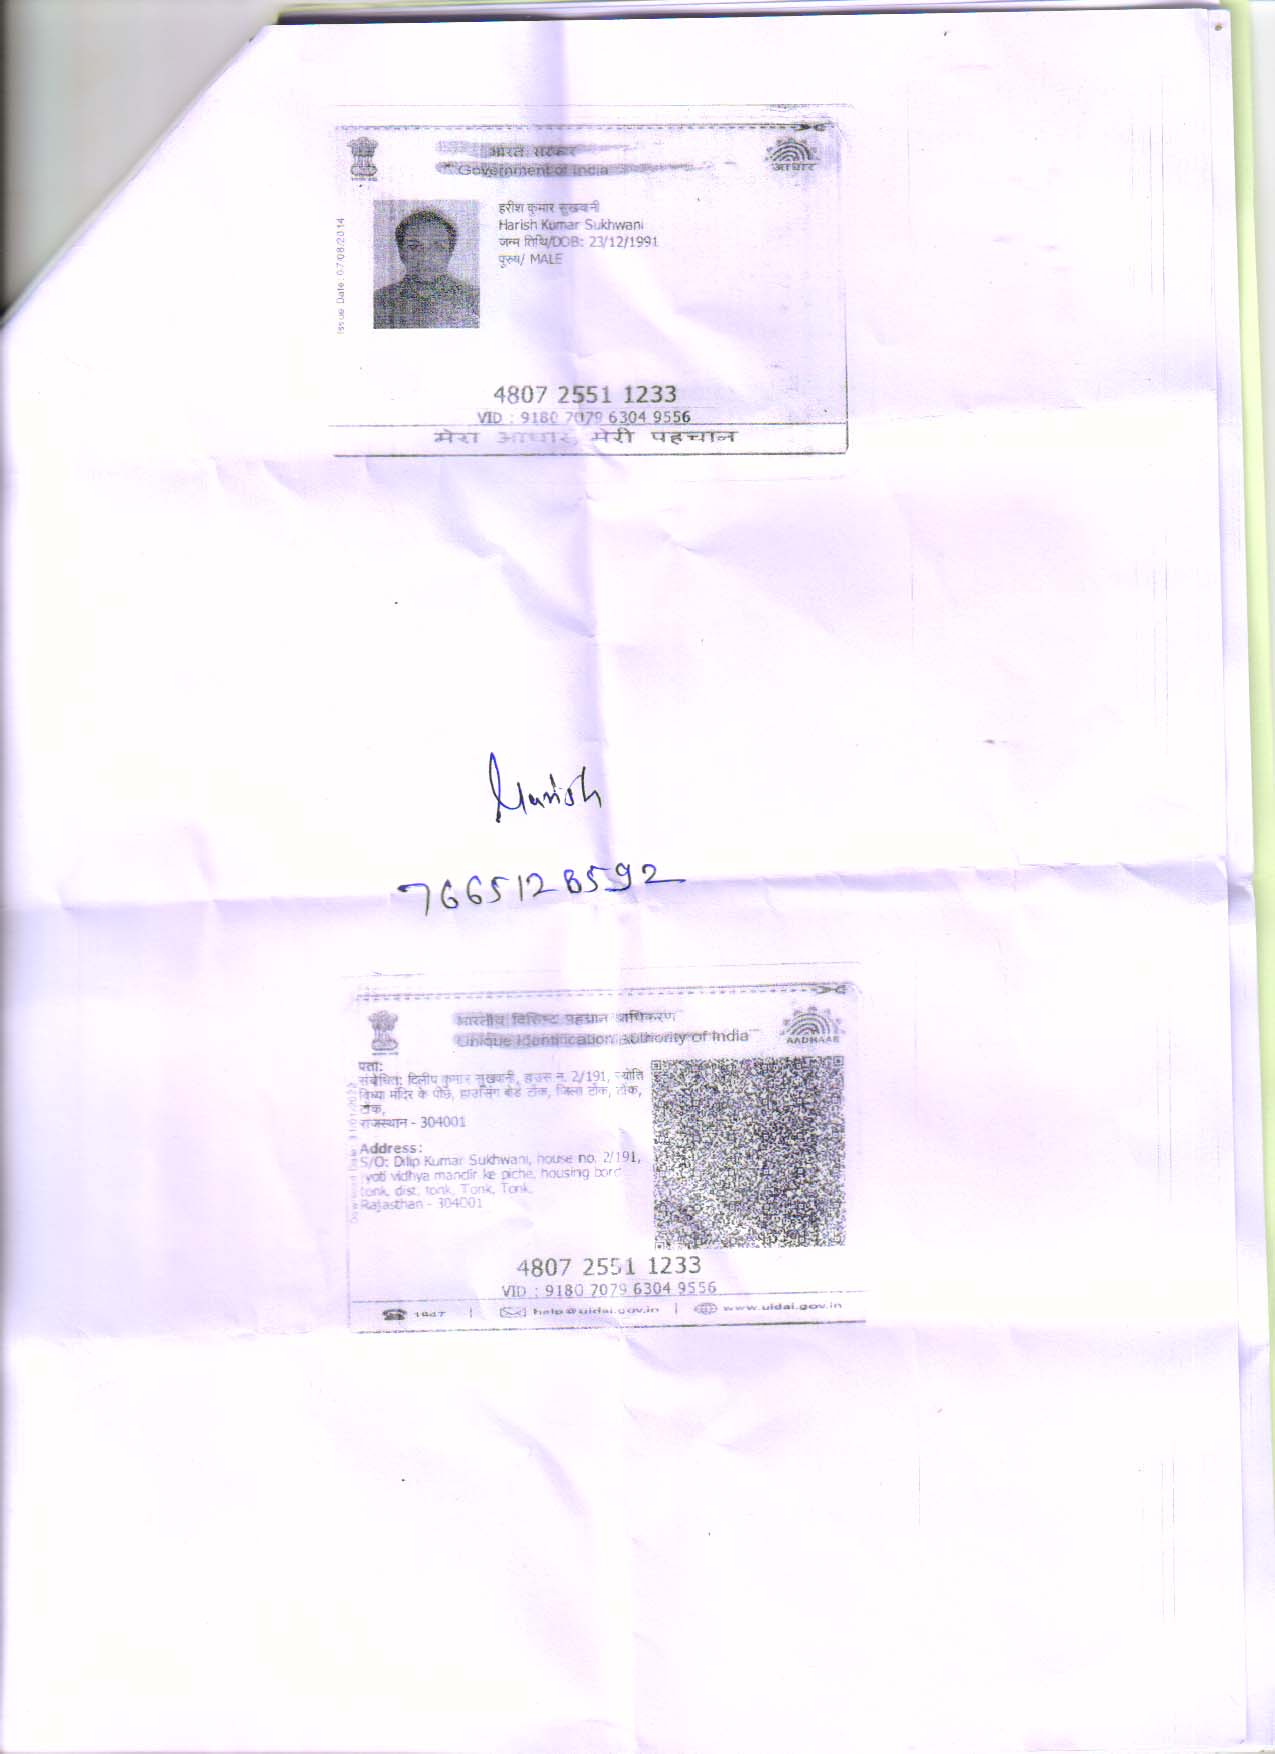 भारत सरकार
Government of India
आधार
Issue Date: 07/08/2014
हरीश कुमार सुखवानी
Harish Kumar Sukhwani
जन्म तिथि/DOB: 23/12/1991
पुरुष/ MALE
4807 2551 1233
VID : 9180 7079 6304 9556
मेरा आधार, मेरी पहचान
Harish
7665128592
भारतीय विशिष्ट पहचान प्राधिकरण
Unique Identification Authority of India
AADHAAR
पता:
संबंधित: दिलीप कुमार सुखवानी, हाउस न. 2/191, ज्योति
विध्या मंदिर के पीछे, हाउसिंग बोर्ड टोंक, जिला टोंक, टोंक,
टोंक,
राजस्थान - 304001
Address:
S/O: Dilip Kumar Sukhwani, house no. 2/191,
vidhya mandir ke piche, housing bord
tonk, dist. tonk, Tonk, Tonk,
Rajasthan - 304001
4807 2551 1233
VID : 9180 7079 6304 9556
1947 | help@uidai.gov.in | www.uidai.gov.in